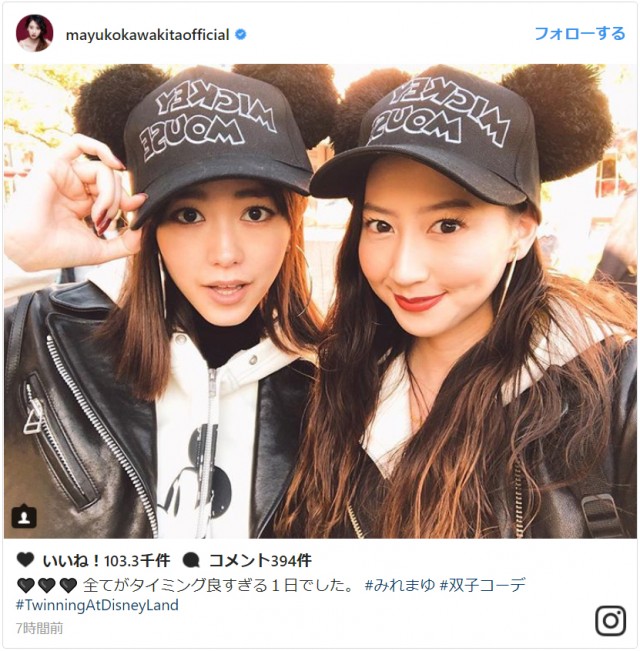 mayukokawakitaofficial
フォローする
MICKEY
MOUSE
MICKEY
MOUSE
いいね！103.3千件 コメント394件
🖤🖤🖤 全てがタイミング良すぎる１日でした。 #みれまゆ #双子コーデ
#TwinningAtDisneyLand
7時間前